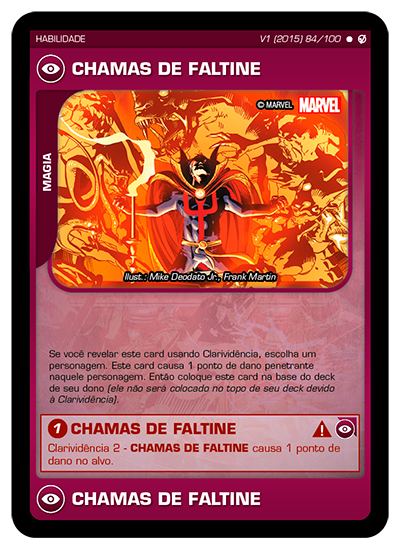 HABILIDADE
V1 (2015) 84/100
CHAMAS DE FALTINE
© MARVEL MARVEL
MAGIA
Ilust.: Mike Deodato Jr., Frank Martin
Se você revelar este card usando Clarividência, escolha um
personagem. Este card causa 1 ponto de dano penetrante
naquele personagem. Então coloque este card na base do deck
de seu dono (ele não será colocado no topo de seu deck devido
à Clarividência).
1 CHAMAS DE FALTINE
Clarividência 2 - CHAMAS DE FALTINE causa 1 ponto de
dano no alvo.
CHAMAS DE FALTINE